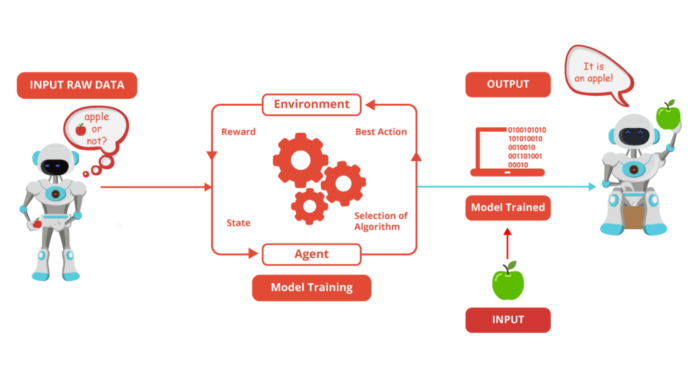 INPUT RAW DATA
apple
or
not?
Environment
Reward
Best Action
State
Selection of
Algorithm
Agent
Model Training
OUTPUT
0100101010
101010010
0010010
001101001
00010
Model Trained
INPUT
It is
an apple!